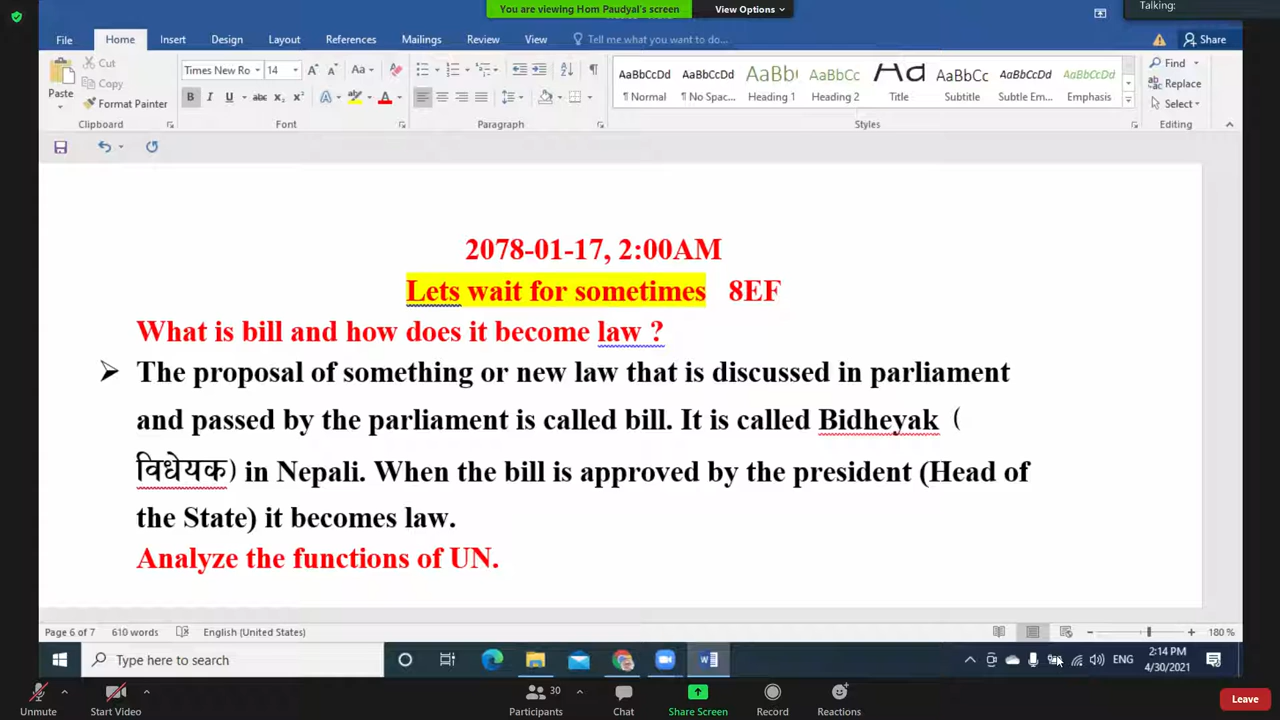 You are viewing Hom Paudyal's screen View Options
Talking:
File Home Insert Design Layout References Mailings Review View Tell me what you want to do... Share
Paste Cut Copy Format Painter
Times New Ro 14
AaBbCcDd AaBbCcDd AaBbC AaBbCc Aa AaBbCcD AaBbCcDd AaBbCcDd
¶ Normal ¶ No Spac... Heading 1 Heading 2 Title Subtitle Subtle Em... Emphasis
Find Replace Select
Clipboard Font Paragraph Styles Editing
2078-01-17, 2:00AM
Lets wait for sometimes 8EF
What is bill and how does it become law ?
➢ The proposal of something or new law that is discussed in parliament
and passed by the parliament is called bill. It is called Bidheyak (
विधेयक) in Nepali. When the bill is approved by the president (Head of
the State) it becomes law.
Analyze the functions of UN.
Page 6 of 7 610 words English (United States) 180 %
Type here to search ENG 2:14 PM
4/30/2021
Unmute Start Video Participants 30 Chat Share Screen Record Reactions Leave